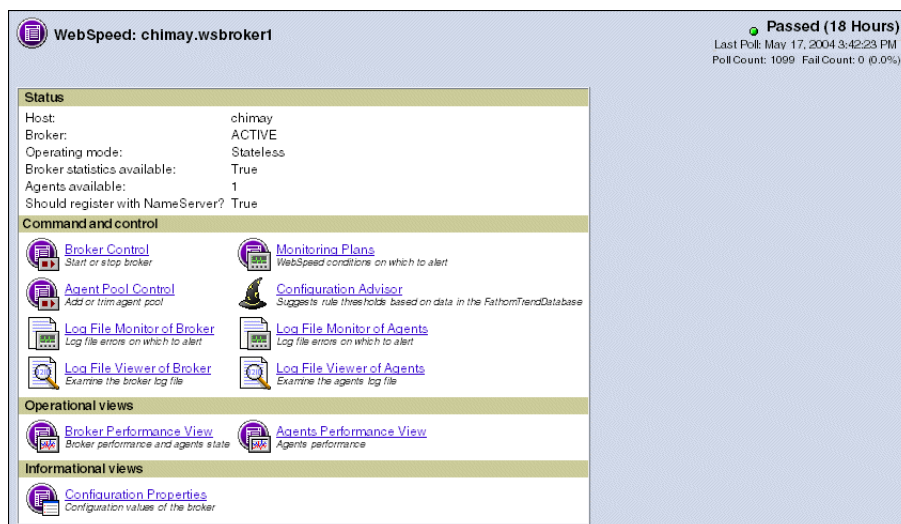 WebSpeed: chimay.wsbroker1
Passed (18 Hours)
Last Poll: May 17, 2004 3:42:23 PM
Poll Count: 1099 Fail Count: 0 (0.0%)
Status
Host: chimay
Broker: ACTIVE
Operating mode: Stateless
Broker statistics available: True
Agents available: 1
Should register with NameServer? True
Command and control
Broker Control
Start or stop broker
Monitoring Plans
WebSpeed conditions on which to alert
Agent Pool Control
Add or trim agent pool
Configuration Advisor
Suggests rule thresholds based on data in the FathomTrendDatabase
Log File Monitor of Broker
Log file errors on which to alert
Log File Monitor of Agents
Log file errors on which to alert
Log File Viewer of Broker
Examine the broker log file
Log File Viewer of Agents
Examine the agents log file
Operational views
Broker Performance View
Broker performance and agents state
Agents Performance View
Agents performance
Informational views
Configuration Properties
Configuration values of the broker